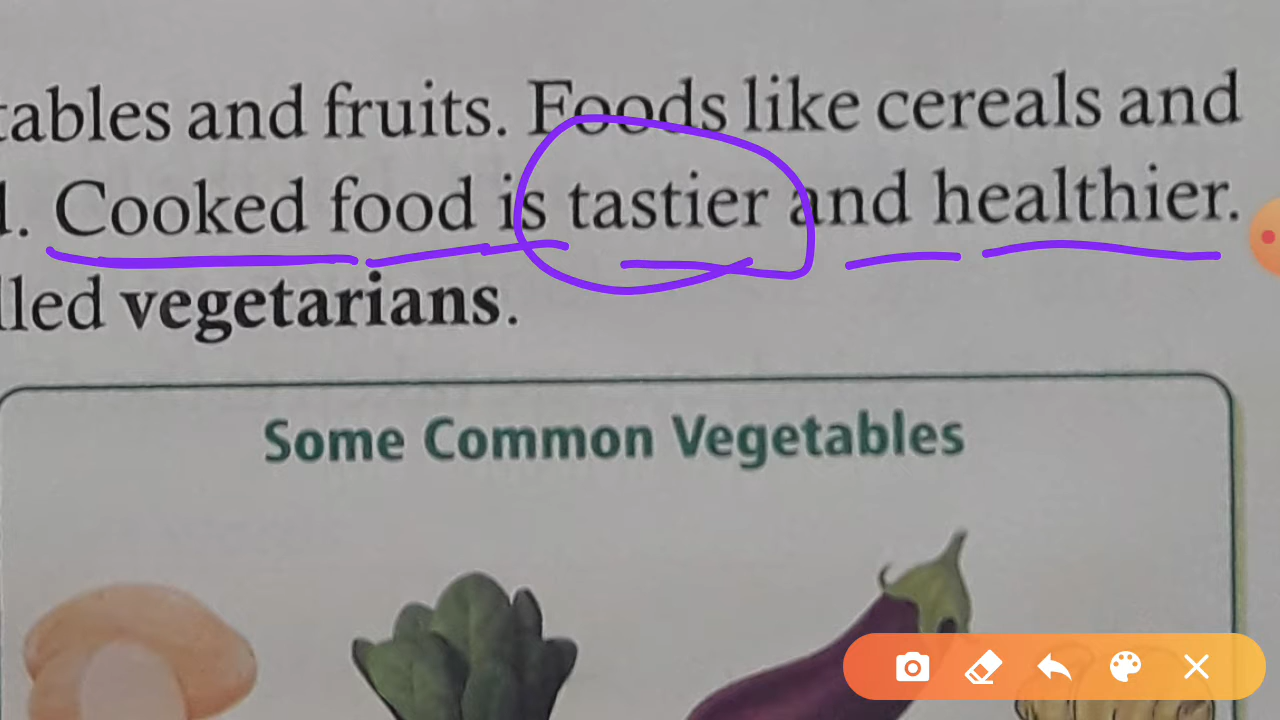 tables and fruits. Foods like cereals and
. Cooked food is tastier and healthier.
lled vegetarians.
Some Common Vegetables